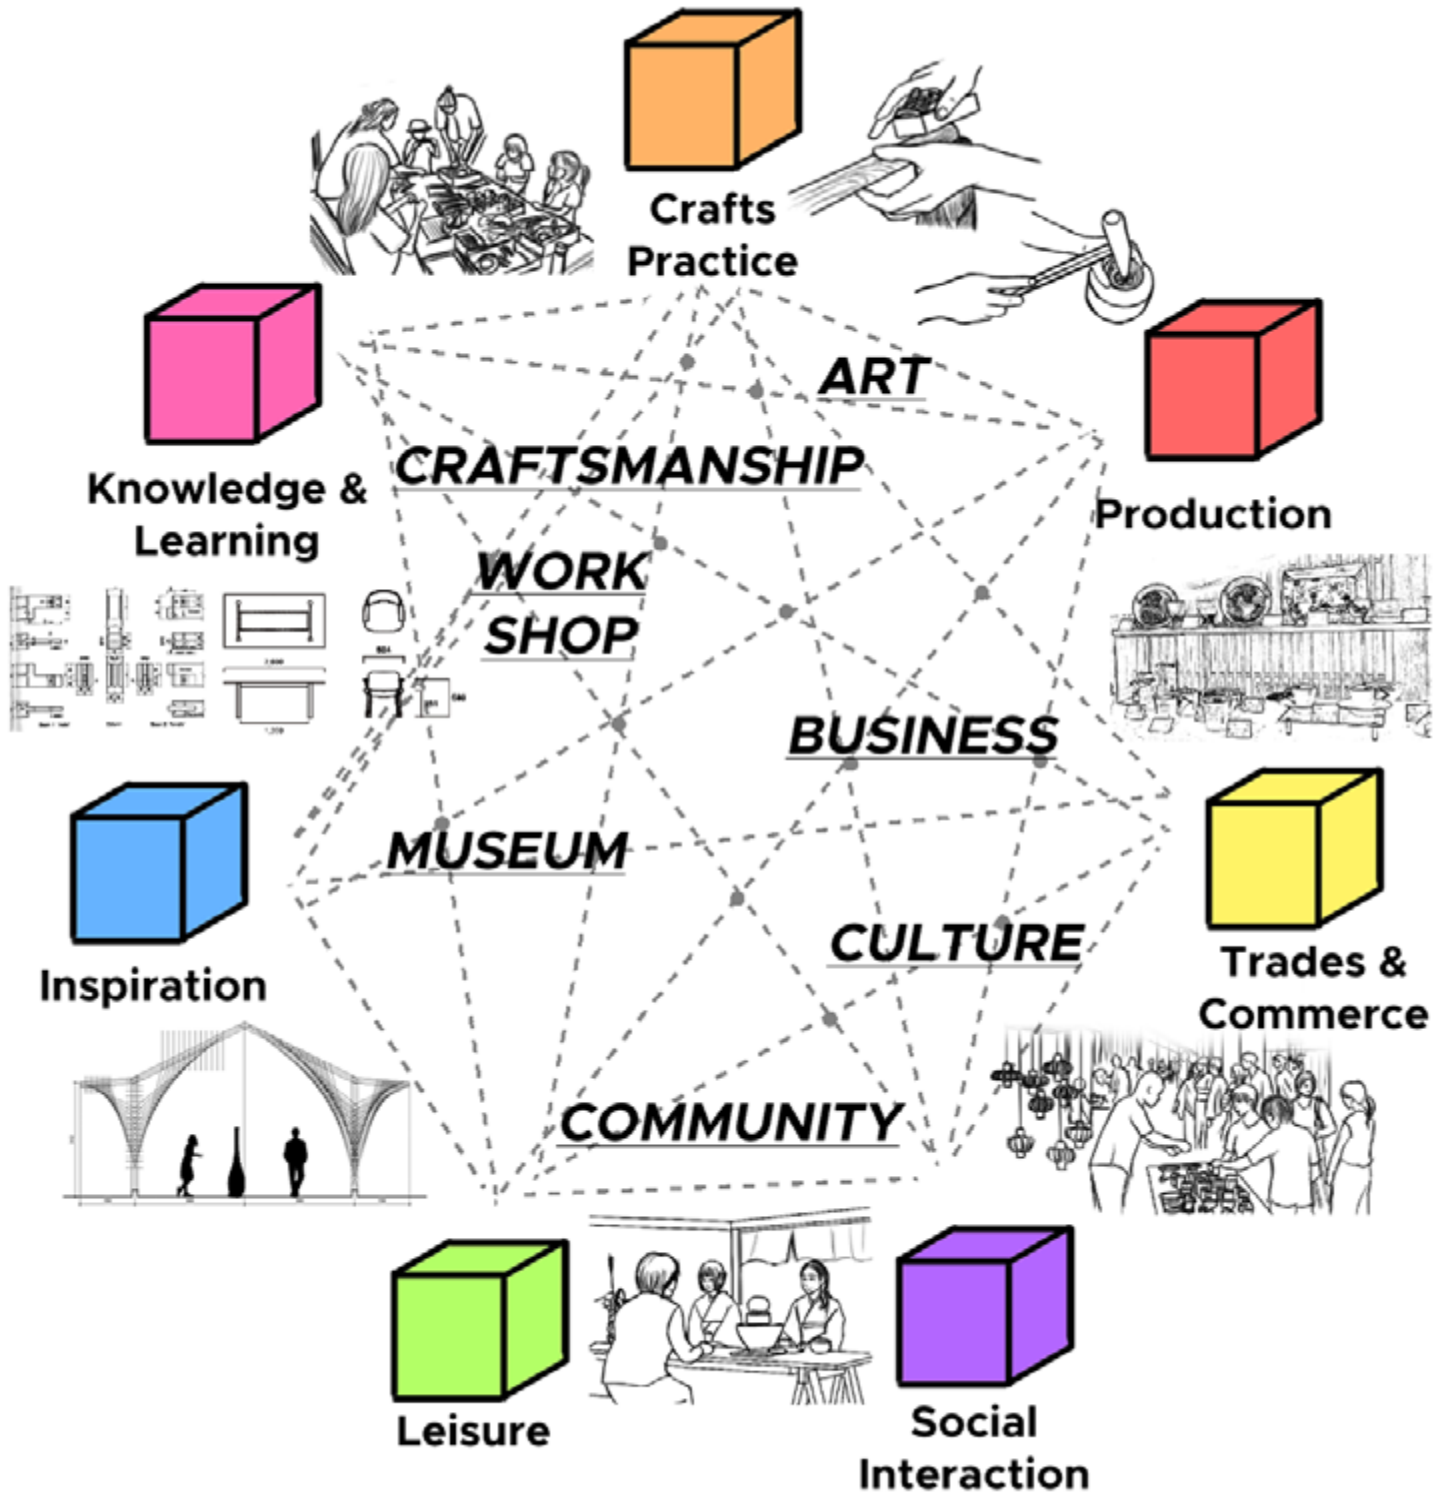 Crafts
Practice
ART
CRAFTSMANSHIP
Knowledge &
Learning
Production
WORK
SHOP
BUSINESS
MUSEUM
CULTURE
Inspiration
Trades &
Commerce
COMMUNITY
Leisure
Social
Interaction